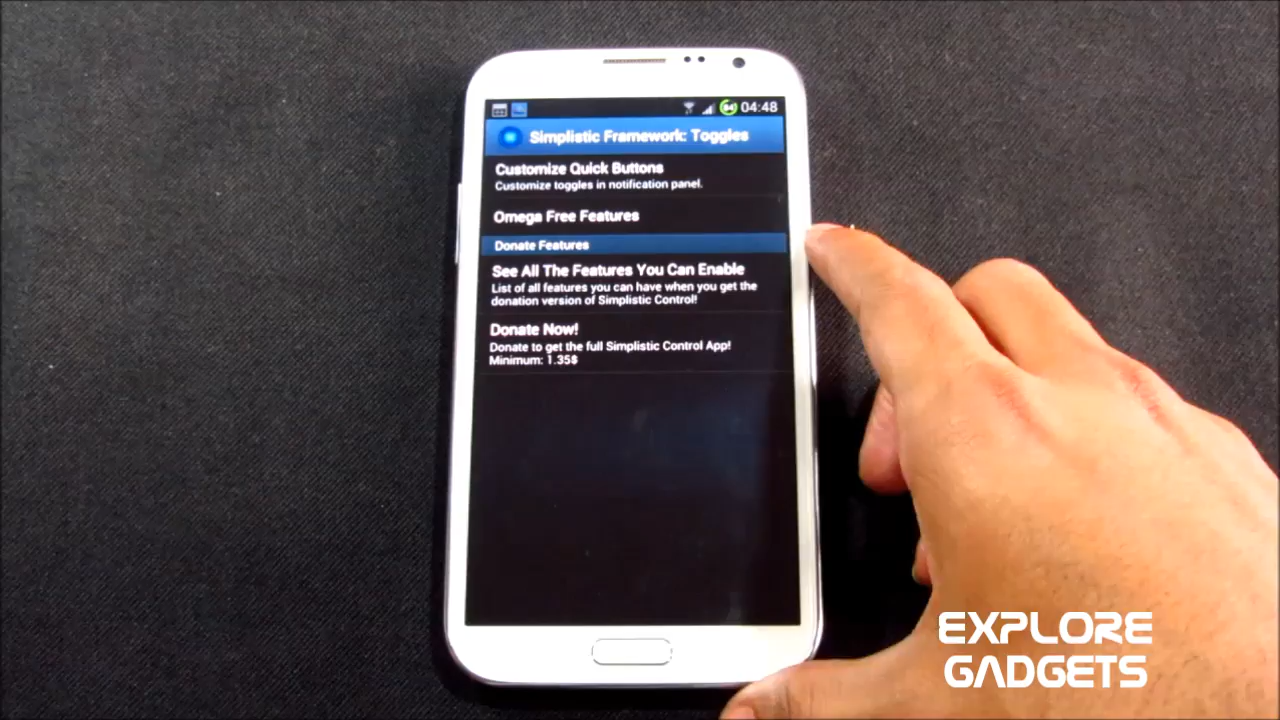 84 04:48
Simplistic Framework: Toggles
Customize Quick Buttons
Customize toggles in notification panel.
Omega Free Features
Donate Features
See All The Features You Can Enable
List of all features you can have when you get the
donation version of Simplistic Control!
Donate Now!
Donate to get the full Simplistic Control App!
Minimum: 1.35$
EXPLORE
GADGETS